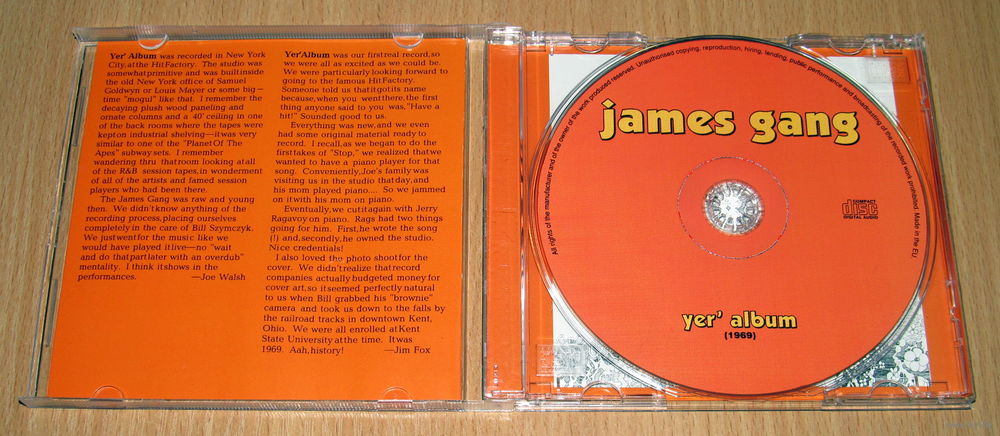 Yer' Album was recorded in New York
City, at the Hit Factory. The studio was
somewhat primitive and was built inside
the old New York office of Samuel
Goldwyn or Louis Mayer or some big—
time "mogul" like that. I remember the
decaying plush wood paneling and
ornate columns and a 40' ceiling in one
of the back rooms where the tapes were
kept on industrial shelving—it was very
similar to one of the "Planet Of The
Apes" subway sets. I remember
wandering thru that room looking at all
of the R&B session tapes, in wonderment
of all of the artists and famed session
players who had been there.
The James Gang was raw and young
then. We didn't know anything of the
recording process, placing ourselves
completely in the care of Bill Szymczyk.
We just went for the music like we
would have played it live—no "wait
and do that part later with an overdub"
mentality. I think it shows in the
performances. —Joe Walsh
Yer' Album was our first real record, so
we were all as excited as we could be.
We were particularly looking forward to
going to the famous Hit Factory.
Someone told us that it got its name
because, when you went there, the first
thing anyone said to you was, "Have a
hit!" Sounded good to us.
Everything was new, and we even
had some original material ready to
record. I recall, as we began to do the
first takes of "Stop," we realized that we
wanted to have a piano player for that
song. Conveniently, Joe's family was
visiting us in the studio that day, and
his mom played piano.... So we jammed
on it with his mom on piano.
Eventually, we cut it again with Jerry
Ragavoy on piano. Rags had two things
going for him. First, he wrote the song
(!) and, secondly, he owned the studio.
Nice credentials!
I also loved the photo shoot for the
cover. We didn't realize that record
companies actually budgeted money for
cover art, so it seemed perfectly natural
to us when Bill grabbed his "brownie"
camera and took us down to the falls by
the railroad tracks in downtown Kent,
Ohio. We were all enrolled at Kent
State University at the time. It was
1969. Aah, history! —Jim Fox
All rights of the manufacturer and of the owner of the work produced reserved. Unauthorised copying, reproduction, hiring, lending, public performance and broadcasting of the recorded work prohibited. Made in the EU.
james gang
COMPACT
disc
DIGITAL AUDIO
yer' album
(1969)